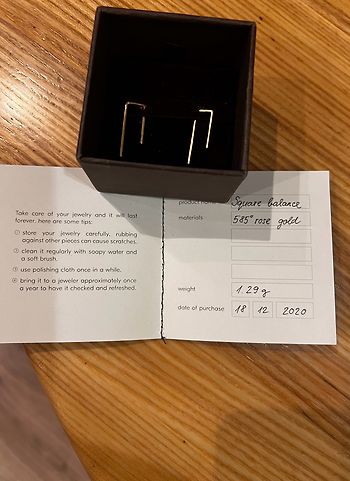 Take care of your jewelry and it will last
forever. here are some tips:
① store your jewelry carefully, rubbing
against other pieces can cause scratches.
② clean it regularly with soapy water and
a soft brush.
③ use polishing cloth once in a while.
④ bring it to a jeweler approximately once
a year to have it checked and refreshed.
product name Square balance
materials 585° rose gold
weight 1.29 g
date of purchase 18 12 2020